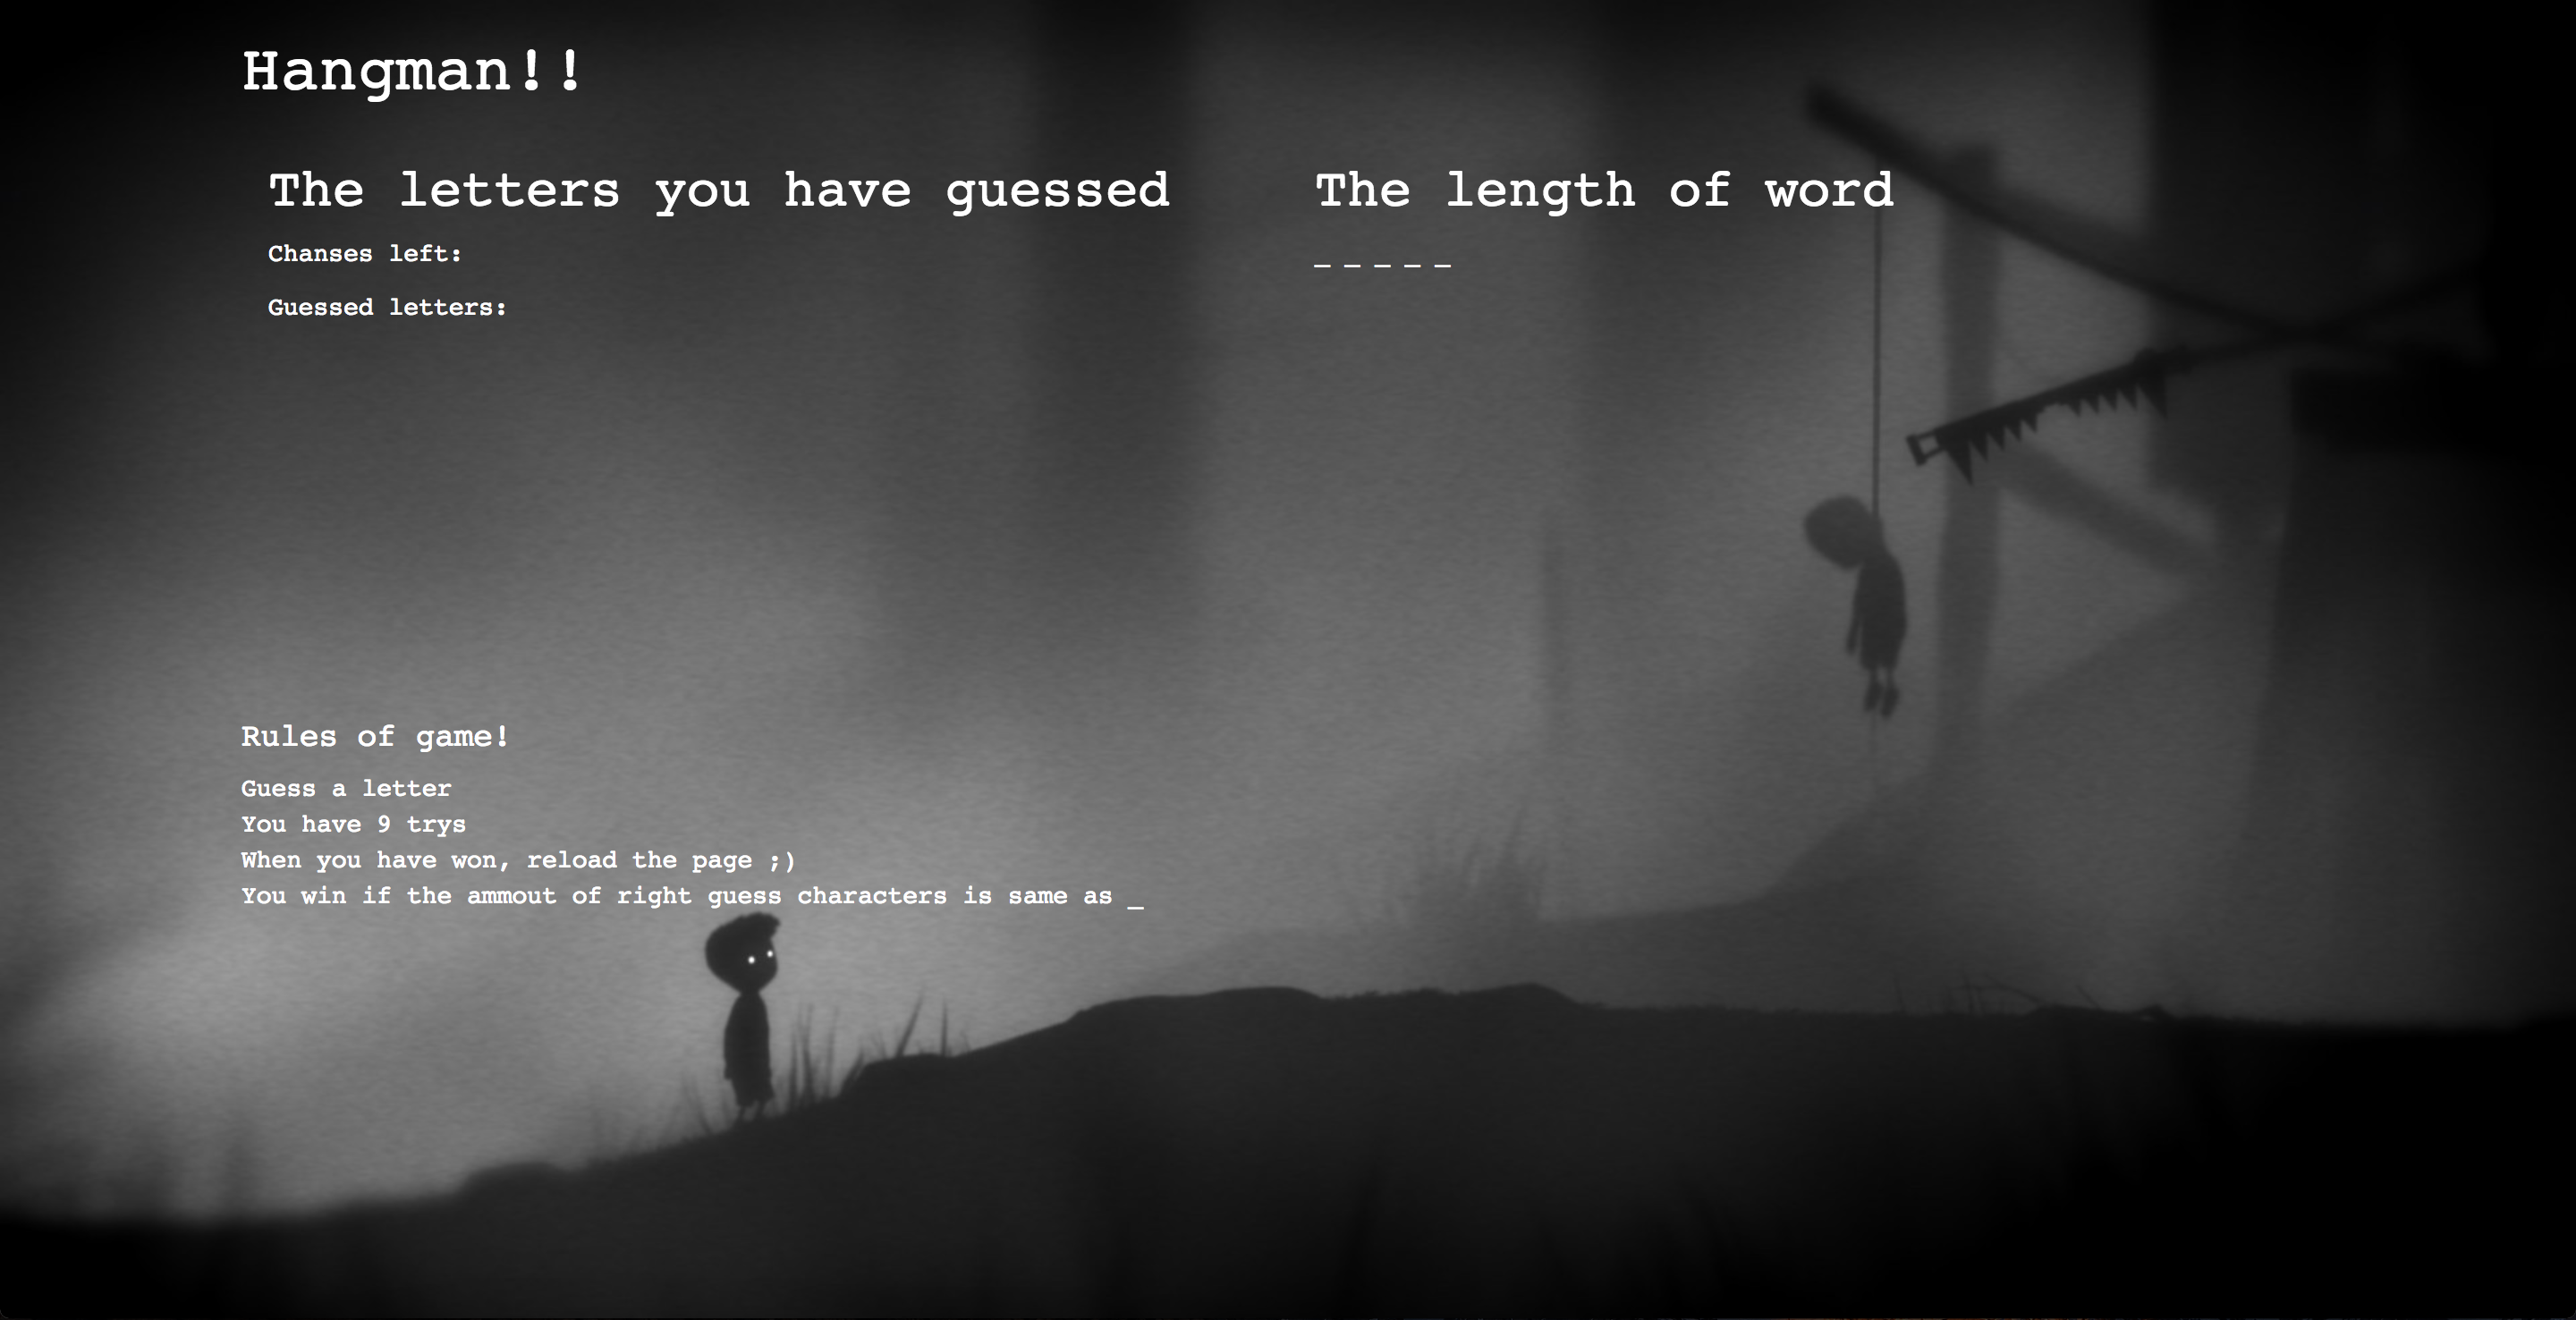 Hangman!!
The letters you have guessed
Chanses left:
Guessed letters:
The length of word
_ _ _ _ _
Rules of game!
Guess a letter
You have 9 trys
When you have won, reload the page ;)
You win if the ammout of right guess characters is same as _